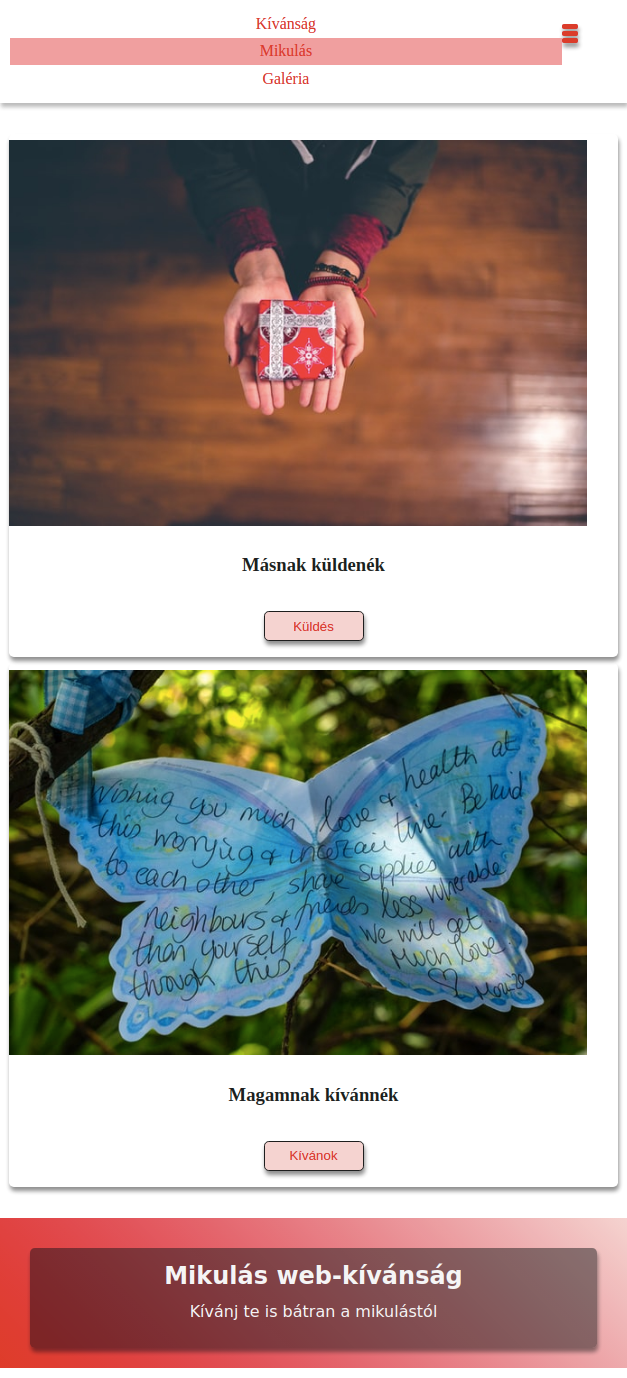 Kívánság
Mikulás
Galéria
Másnak küldenék
Küldés
Wishing you much love & health at
this worrying & uncertain time. Be kind
to each other, share supplies with
neighbours & friends less vulnerable
than yourself we will get
through this Much love
Magamnak kívánnék
Kívánok
Mikulás web-kívánság
Kívánj te is bátran a mikulástól